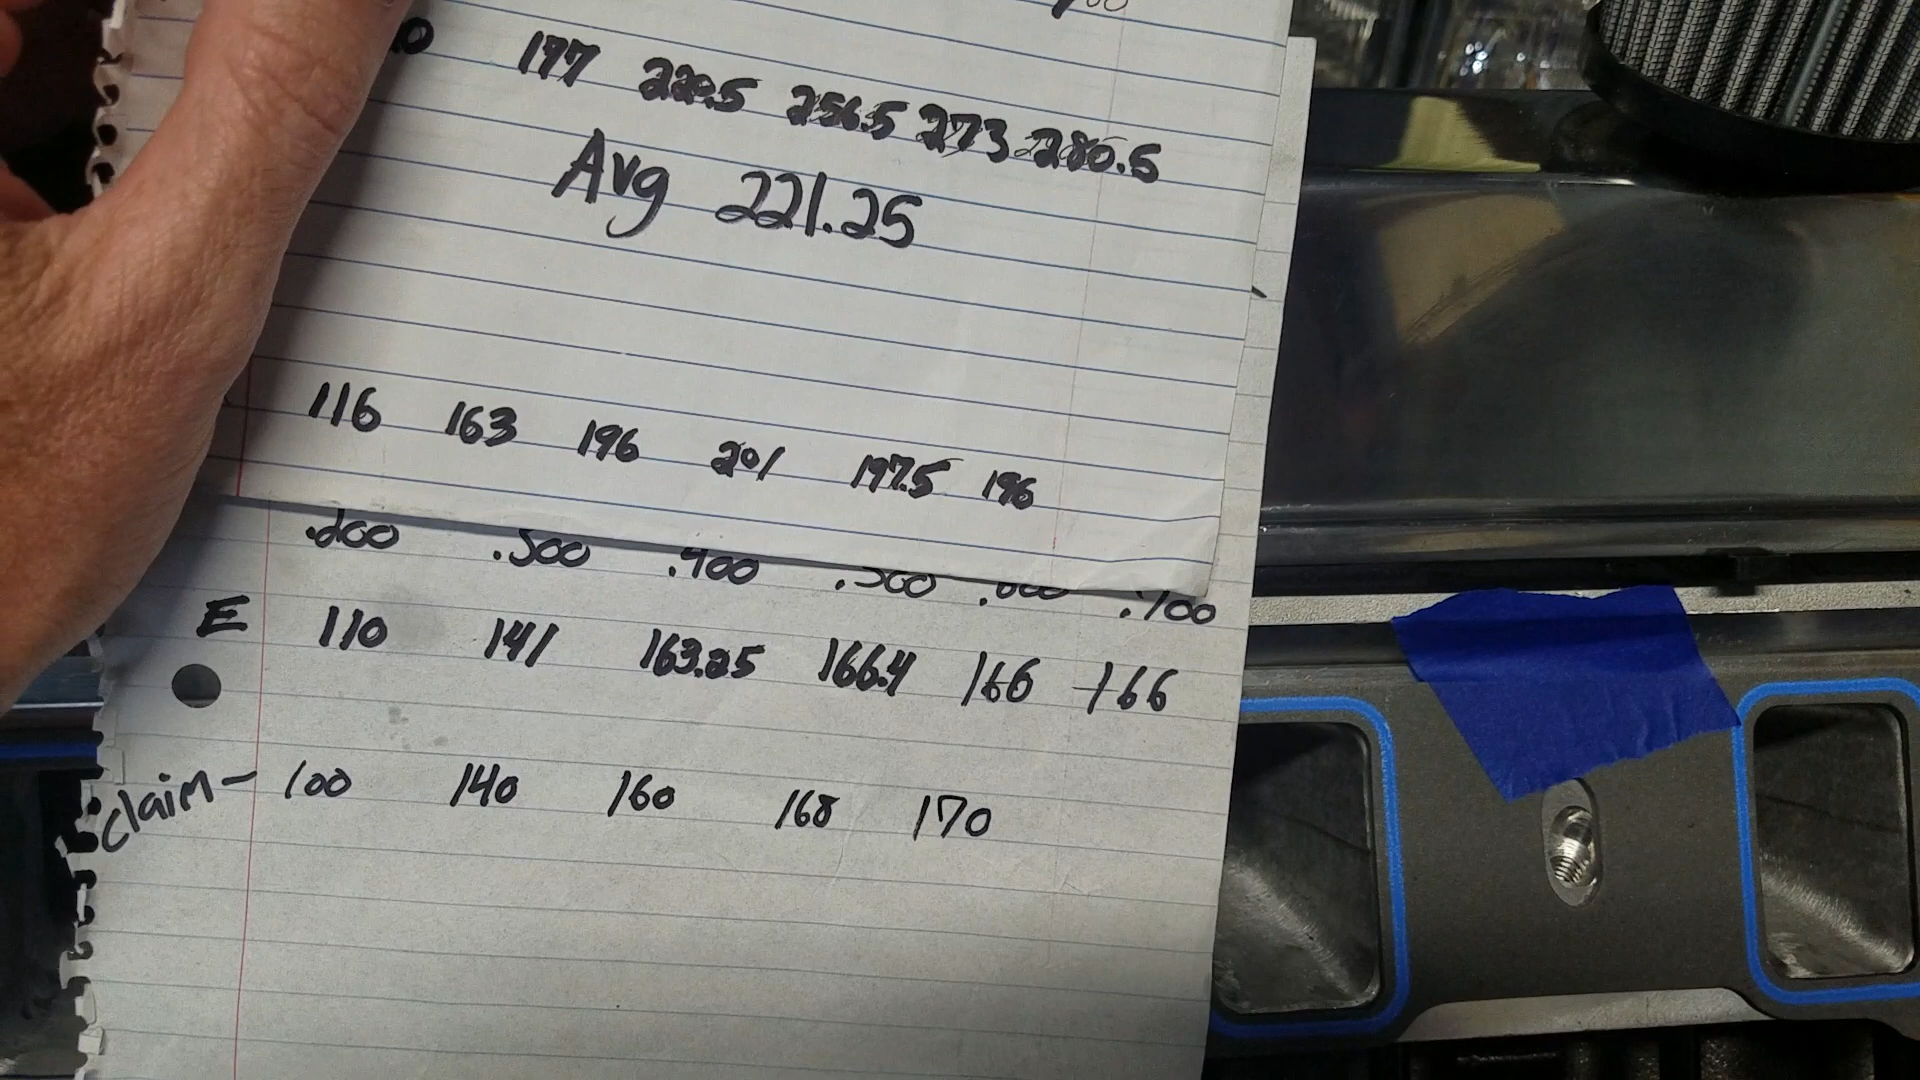 177 220.5 256.5 273 280.5
Avg 221.25
116 163 196 201 197.5 196
.200 .300 .400 .500 .600 .700
E 110 141 163.25 166.4 166 166
Claim- 100 140 160 168 170